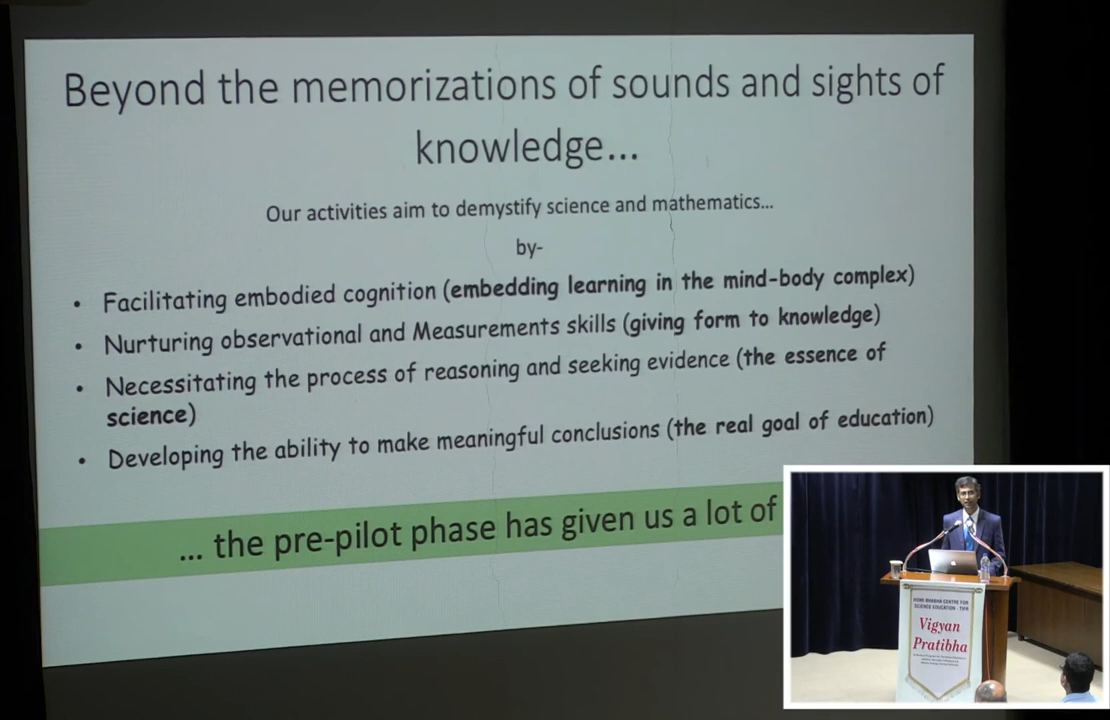 Beyond the memorizations of sounds and sights of
knowledge...
Our activities aim to demystify science and mathematics...
by-
• Facilitating embodied cognition (embedding learning in the mind-body complex)
• Nurturing observational and Measurements skills (giving form to knowledge)
• Necessitating the process of reasoning and seeking evidence (the essence of
science)
• Developing the ability to make meaningful conclusions (the real goal of education)
... the pre-pilot phase has given us a lot of
HOMI BHABHA CENTRE FOR
SCIENCE EDUCATION - TIFR
Vigyan
Pratibha